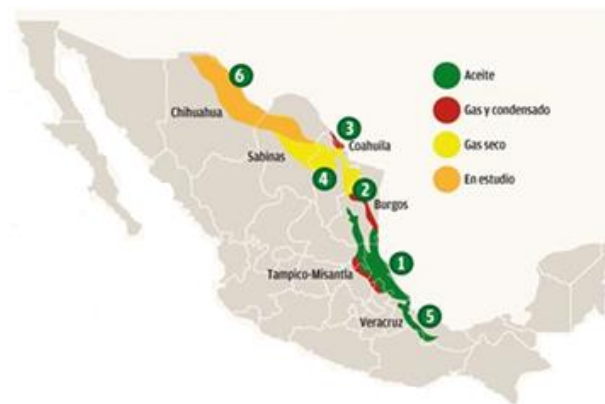 Aceite
Gas y condensado
Gas seco
En estudio
6
Chihuahua
3
Coahuila
Sabinas
4
2
Burgos
1
Tampico-Misantla
5
Veracruz